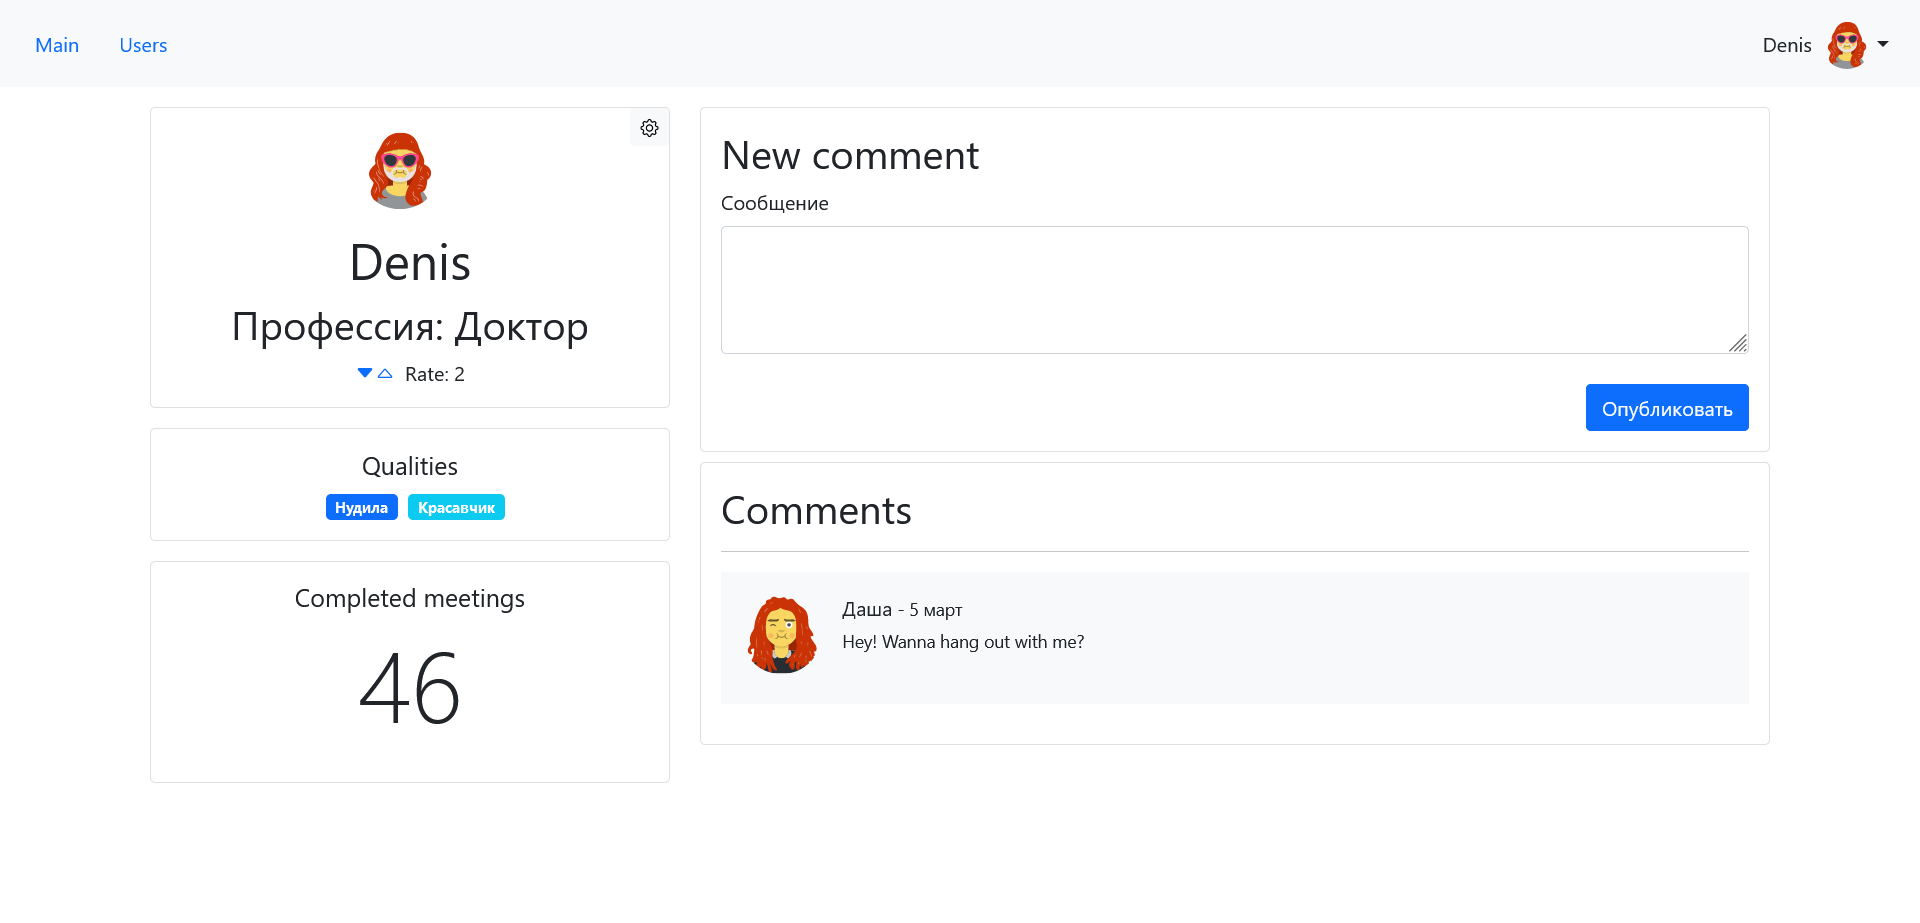 Main Users Denis
Denis
Профессия: Доктор
Rate: 2
Qualities
Нудила Красавчик
Completed meetings
46
New comment
Сообщение
Опубликовать
Comments
Даша - 5 март
Hey! Wanna hang out with me?